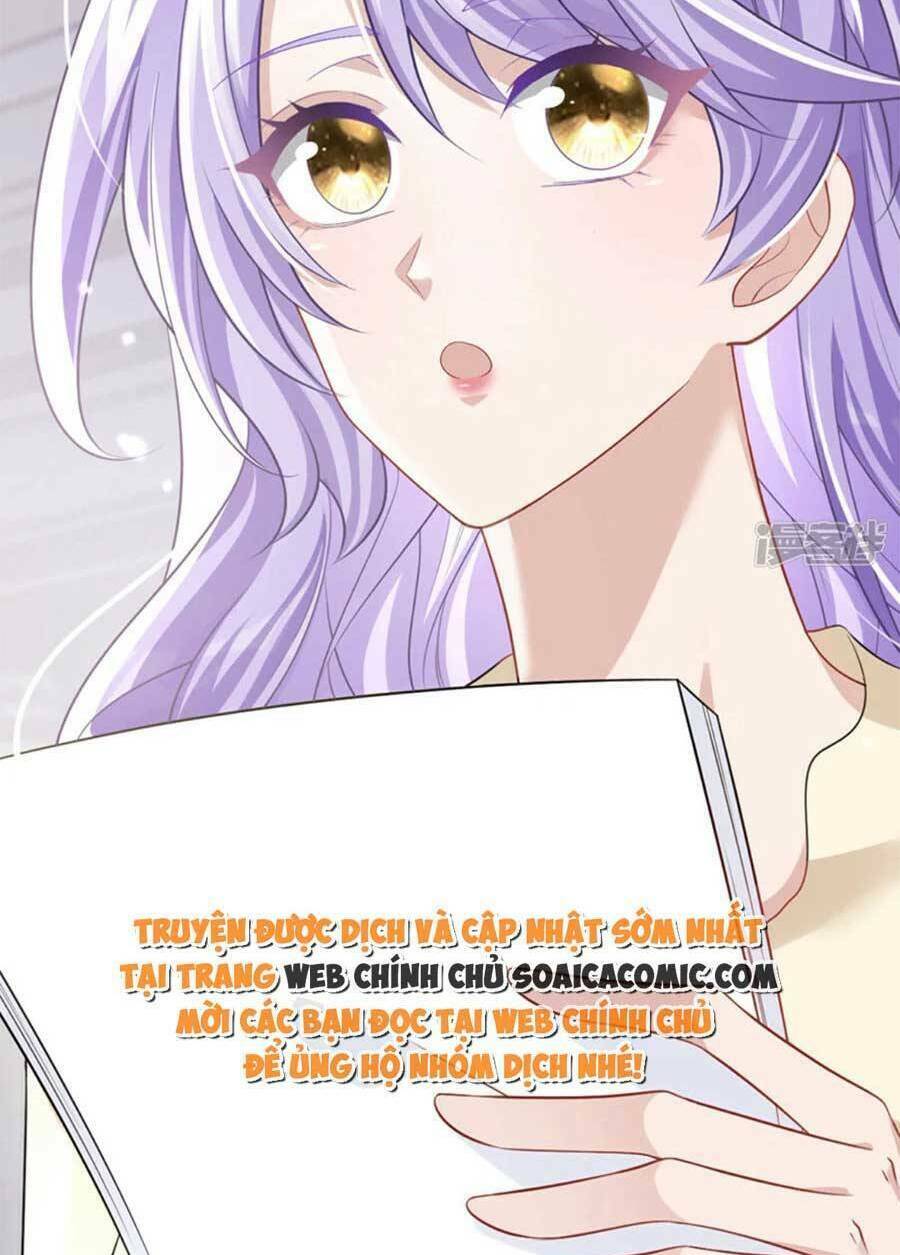 漫客栈
TRUYỆN ĐƯỢC DỊCH VÀ CẬP NHẬT SỚM NHẤT
TẠI TRANG WEB CHÍNH CHỦ SOAICACOMIC.COM
MỜI CÁC BẠN ĐỌC TẠI WEB CHÍNH CHỦ
ĐỂ ỦNG HỘ NHÓM DỊCH NHÉ!